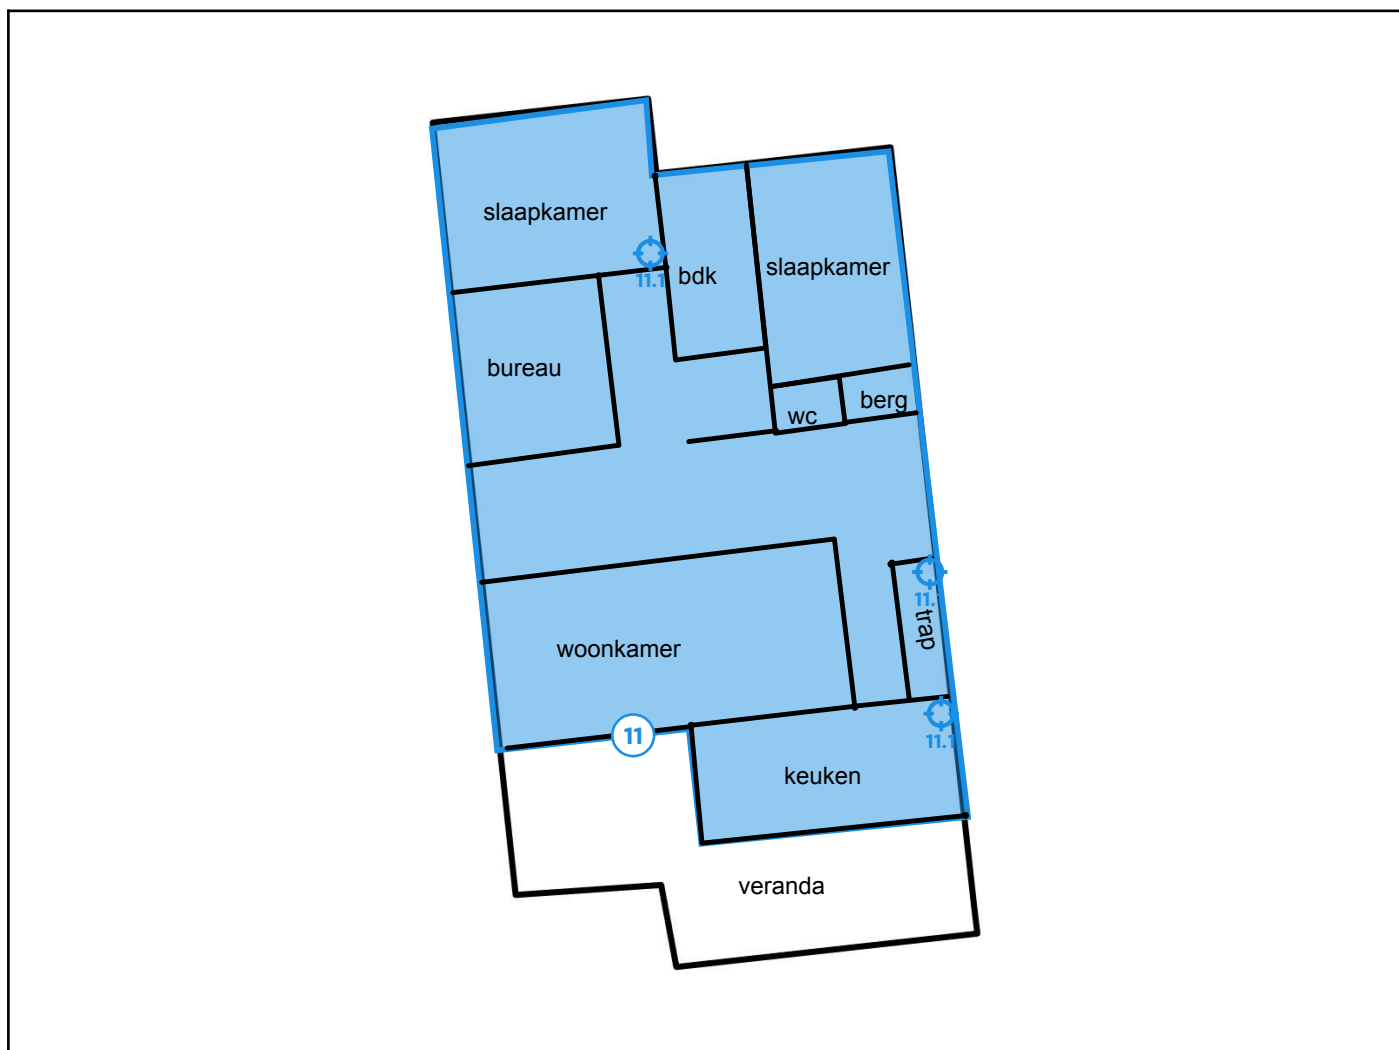 slaapkamer
slaapkamer
11.1
bdk
bureau
wc
berg
11.
trap
woonkamer
11
11.1
keuken
veranda